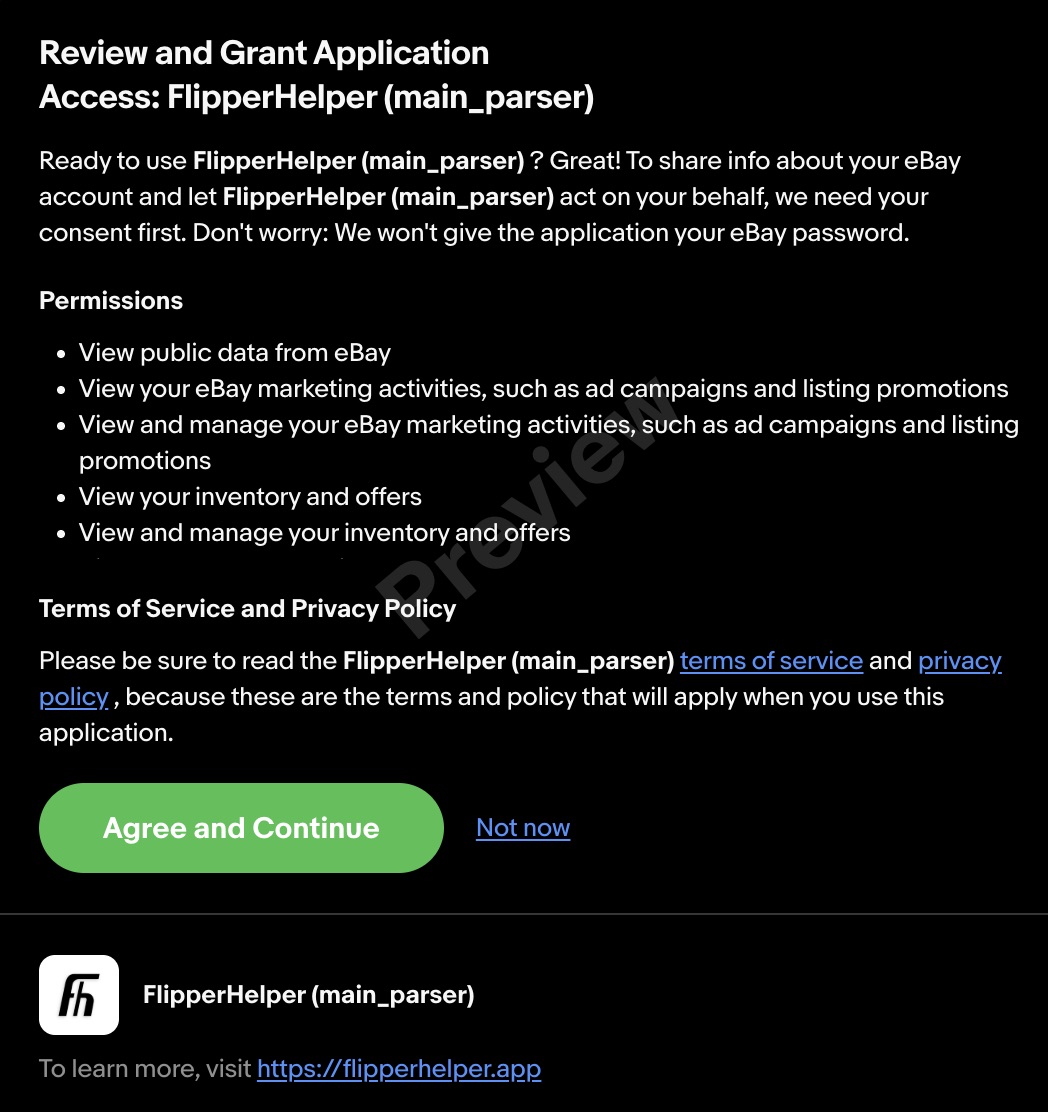 Review and Grant Application
Access: FlipperHelper (main_parser)
Ready to use FlipperHelper (main_parser) ? Great! To share info about your eBay
account and let FlipperHelper (main_parser) act on your behalf, we need your
consent first. Don't worry: We won't give the application your eBay password.
Permissions
• View public data from eBay
• View your eBay marketing activities, such as ad campaigns and listing promotions
• View and manage your eBay marketing activities, such as ad campaigns and listing
promotions
• View your inventory and offers
• View and manage your inventory and offers
Preview
Terms of Service and Privacy Policy
Please be sure to read the FlipperHelper (main_parser) terms of service and privacy
policy , because these are the terms and policy that will apply when you use this
application.
Agree and Continue
Not now
fh
FlipperHelper (main_parser)
To learn more, visit https://flipperhelper.app